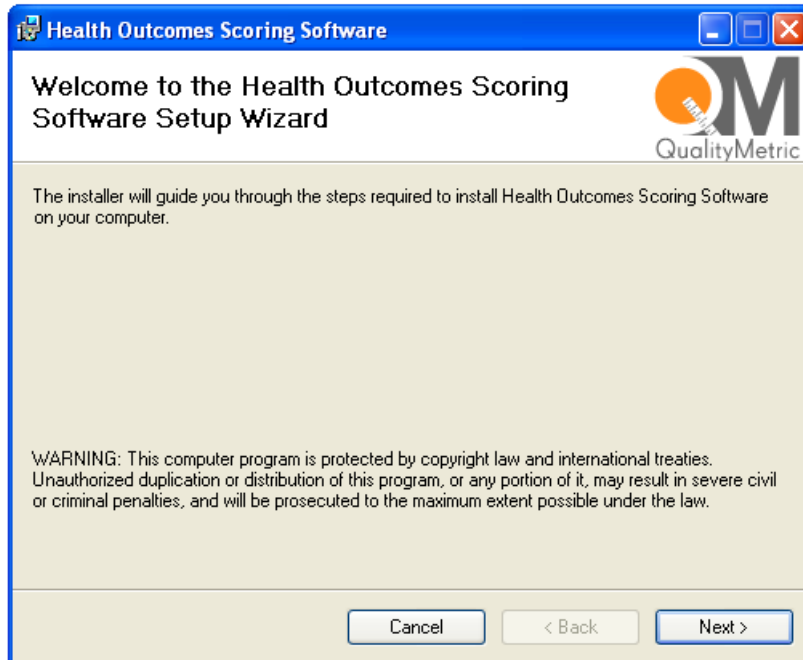 Health Outcomes Scoring Software
Welcome to the Health Outcomes Scoring
Software Setup Wizard
QM
QualityMetric
The installer will guide you through the steps required to install Health Outcomes Scoring Software
on your computer.
WARNING: This computer program is protected by copyright law and international treaties.
Unauthorized duplication or distribution of this program, or any portion of it, may result in severe civil
or criminal penalties, and will be prosecuted to the maximum extent possible under the law.
Cancel
< Back
Next >